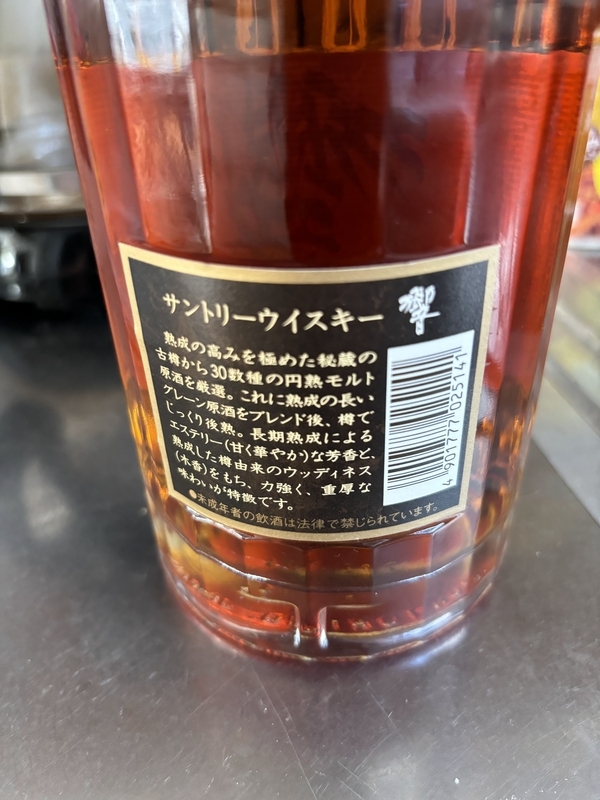 サントリーウイスキー 響
熟成の高みを極めた秘蔵の
古樽から30数種の円熟モルト
原酒を厳選。これに熟成の長い
グレーン原酒をブレンド後、樽で
じっくり後熟。長期熟成による
エステリー(甘く華やか)な芳香と、
熟成した樽由来のウッディネス
(木香)をもち、力強く、重厚な
味わいが特徴です。
●未成年者の飲酒は法律で禁じられています。
4 901777 025141